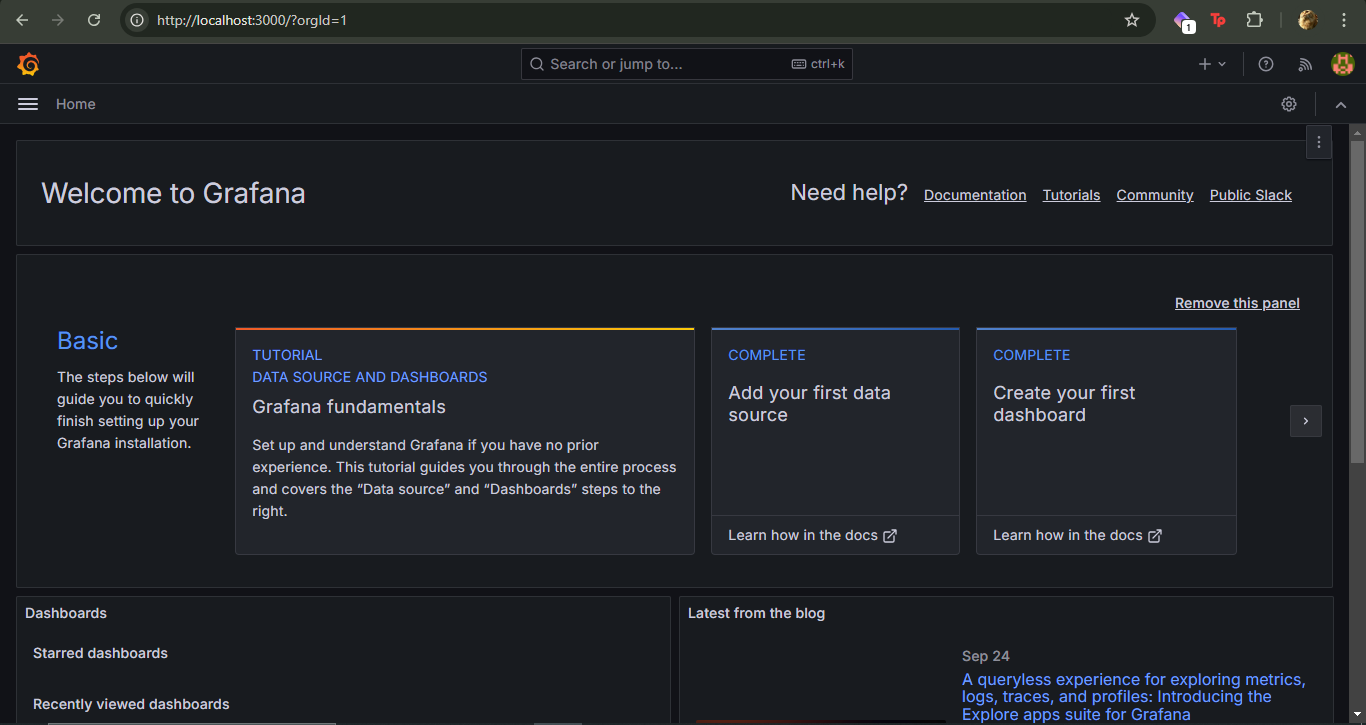 http://localhost:3000/?orgId=1
1
Tp
Search or jump to...
ctrl+k
Home
Welcome to Grafana
Need help?
Documentation
Tutorials
Community
Public Slack
Remove this panel
Basic
The steps below will
guide you to quickly
finish setting up your
Grafana installation.
TUTORIAL
DATA SOURCE AND DASHBOARDS
Grafana fundamentals
Set up and understand Grafana if you have no prior
experience. This tutorial guides you through the entire process
and covers the “Data source” and “Dashboards” steps to the
right.
COMPLETE
Add your first data
source
Learn how in the docs
COMPLETE
Create your first
dashboard
Learn how in the docs
Dashboards
Starred dashboards
Recently viewed dashboards
Latest from the blog
Sep 24
A queryless experience for exploring metrics,
logs, traces, and profiles: Introducing the
Explore apps suite for Grafana